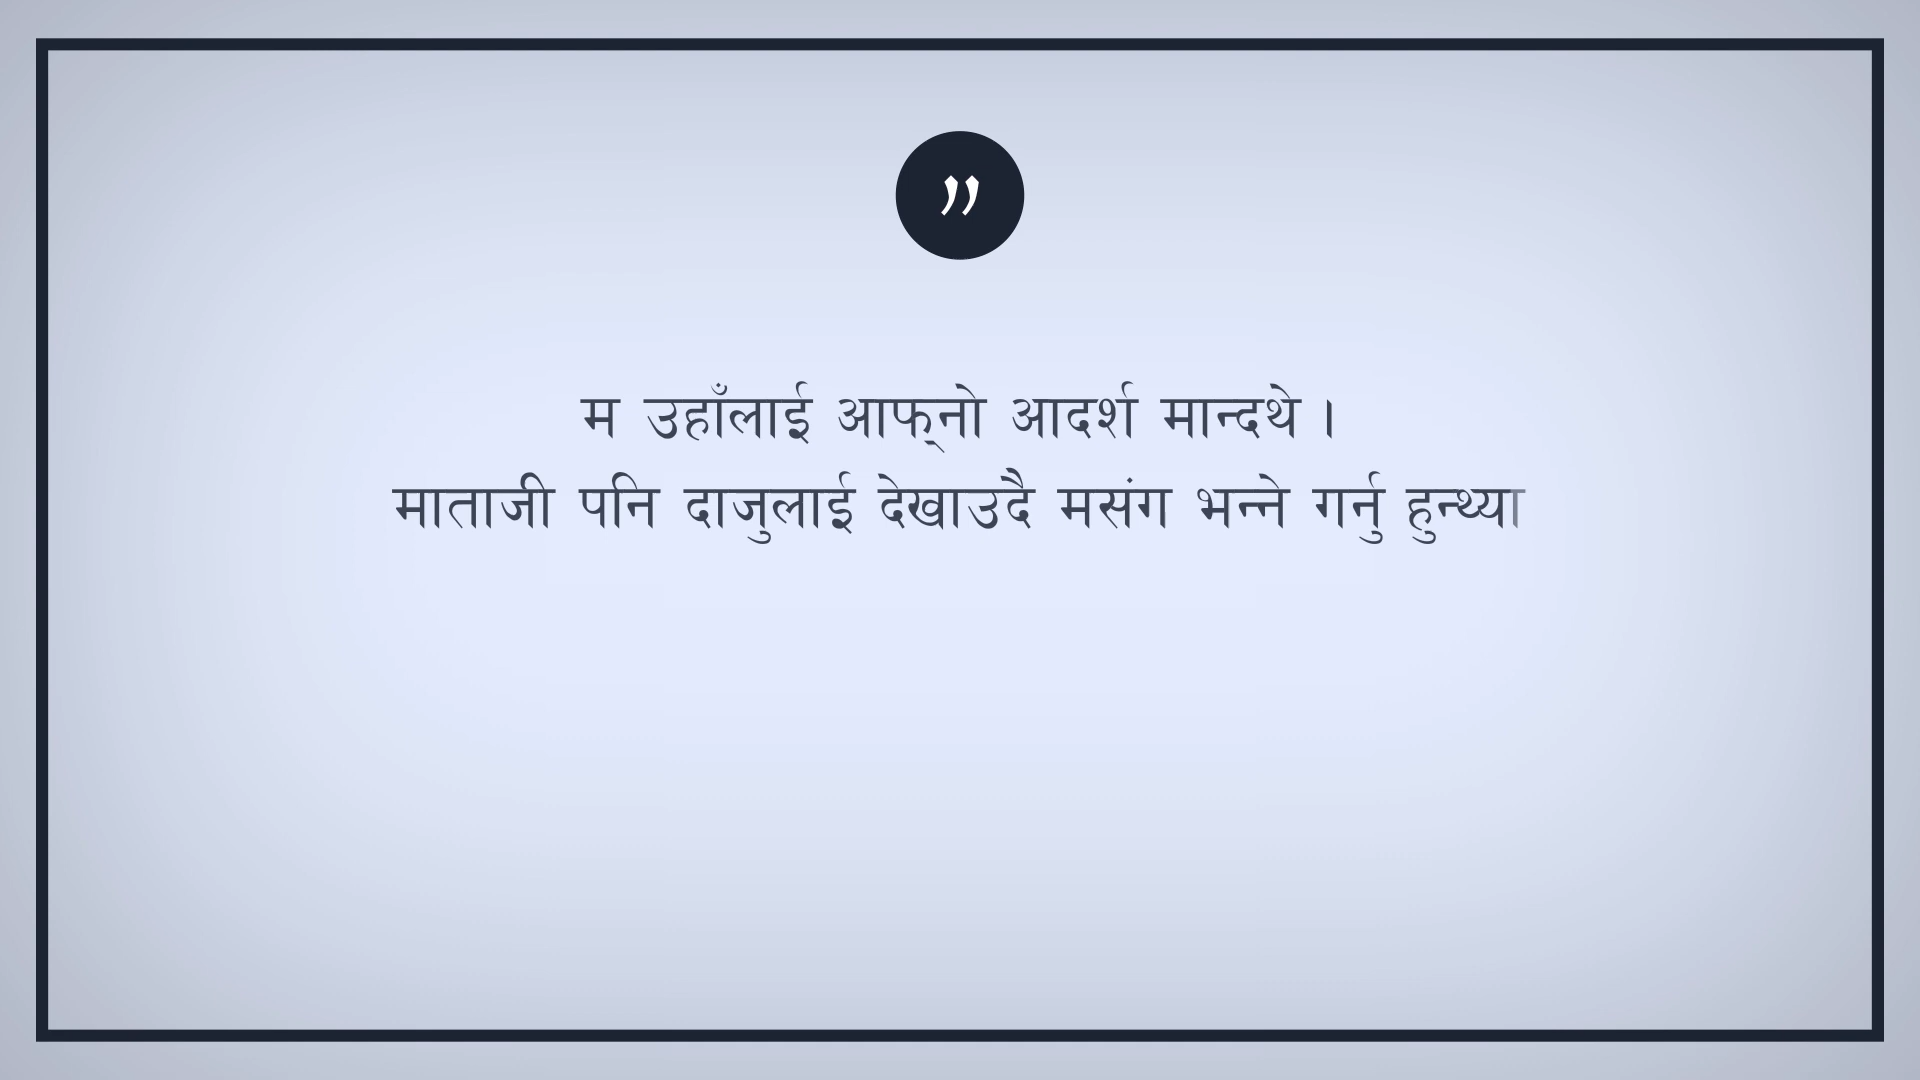 ”
म उहाँलाई आफ्‌नो आदर्श मान्दथे ।
माताजी पनि दाजुलाई देखाउदै मसंग भन्ने गर्नु हुन्थ्या